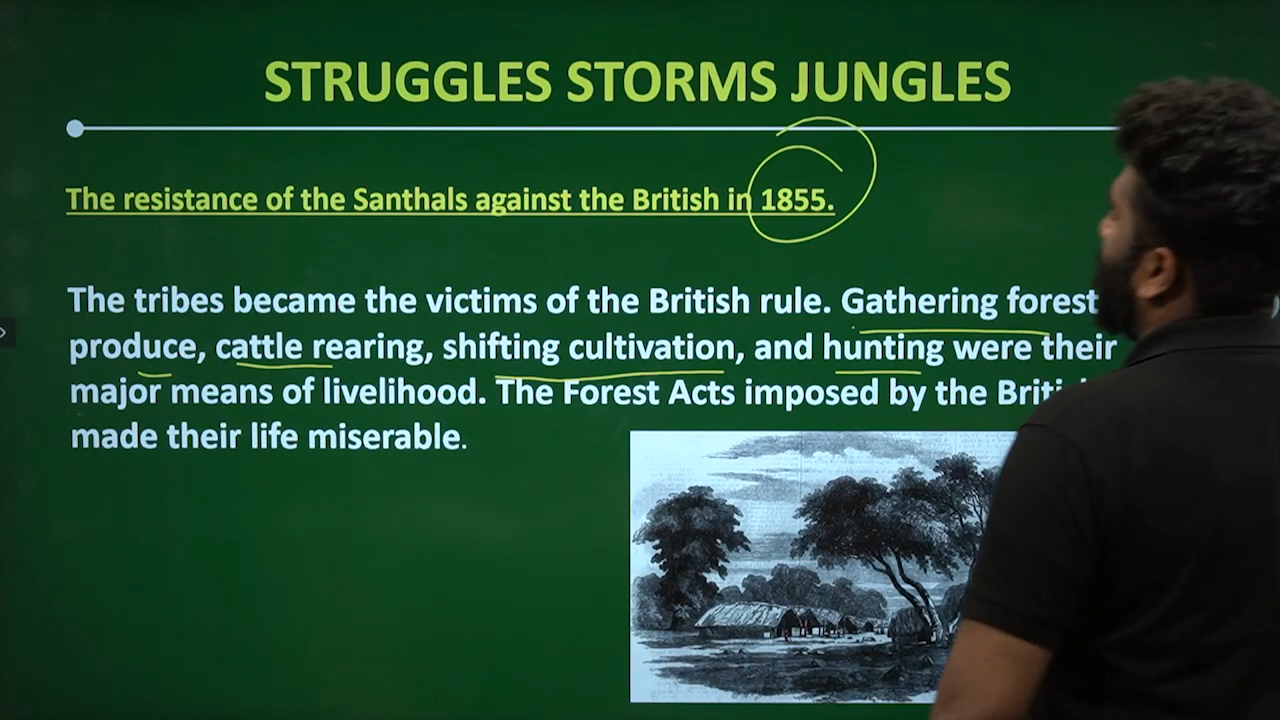 STRUGGLES STORMS JUNGLES
The resistance of the Santhals against the British in 1855.
The tribes became the victims of the British rule. Gathering forest
produce, cattle rearing, shifting cultivation, and hunting were their
major means of livelihood. The Forest Acts imposed by the
made their life miserable.